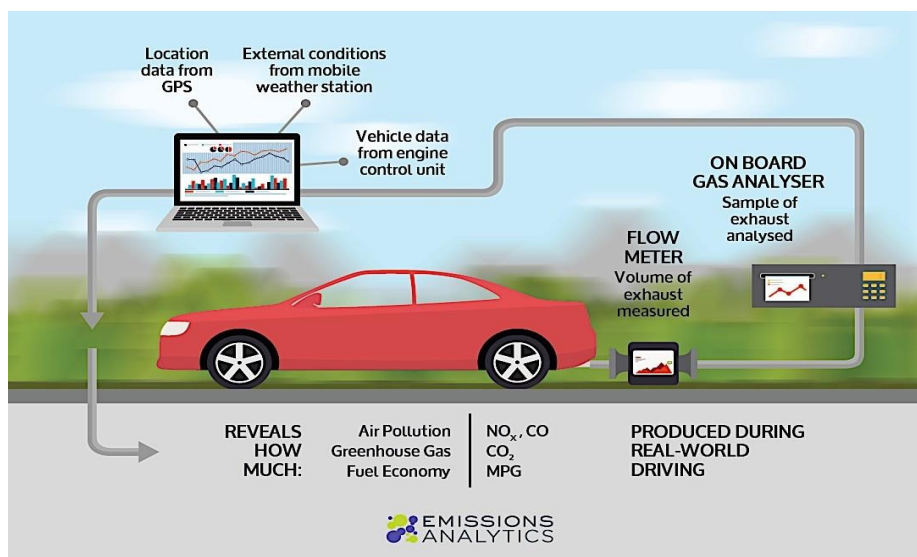 Location
data from
GPS
External conditions
from mobile
weather station
Vehicle data
from engine
control unit
ON BOARD
GAS ANALYSER
Sample of
exhaust
analysed
FLOW
METER
Volume of
exhaust
measured
REVEALS
HOW
MUCH:
Air Pollution
Greenhouse Gas
Fuel Economy
NOₓ, CO
CO₂
MPG
PRODUCED DURING
REAL-WORLD
DRIVING
EMISSIONS
ANALYTICS